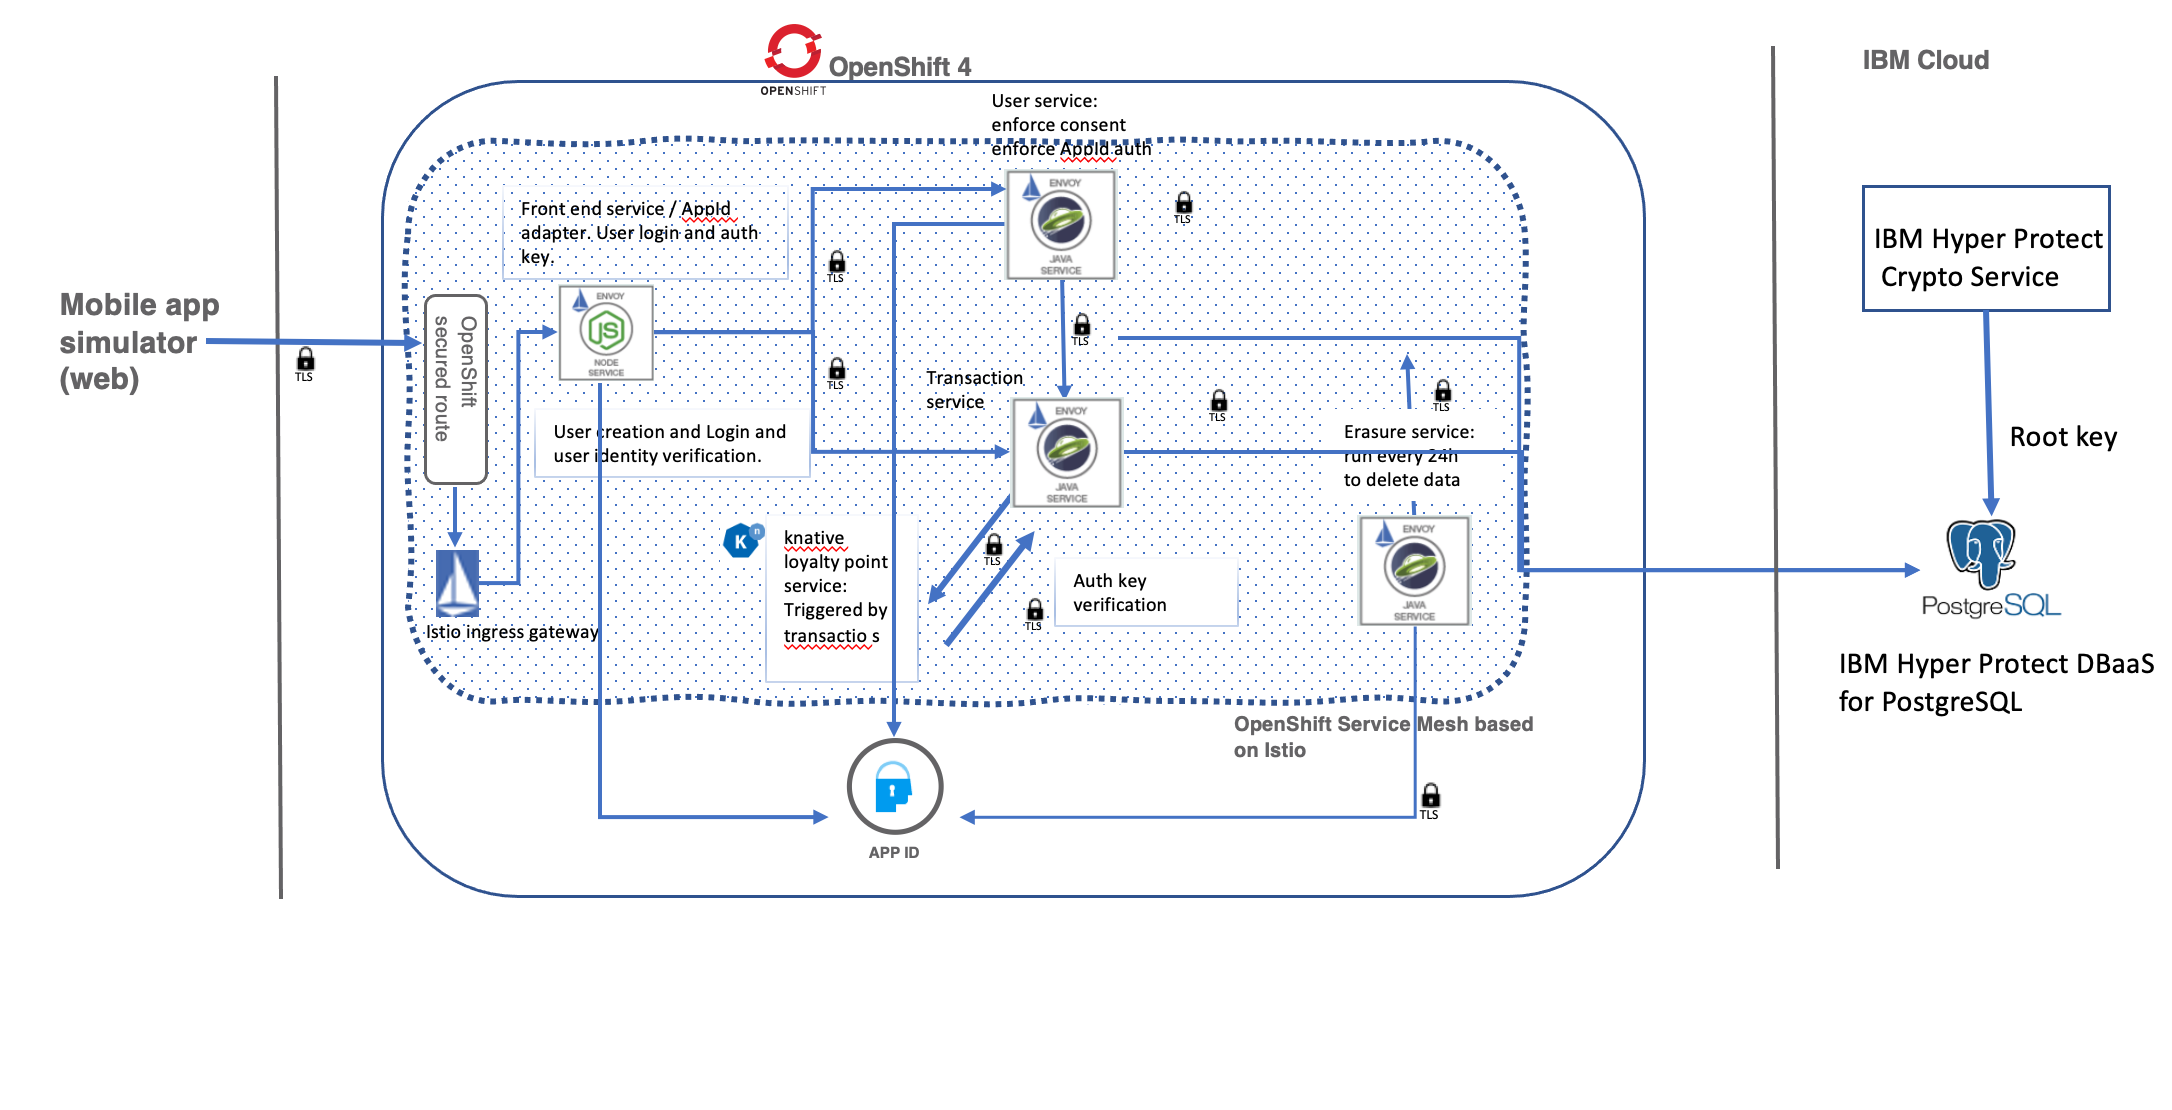 OPENSHIFT
OpenShift 4
IBM Cloud
User service:
enforce consent
enforce AppId auth
Front end service / AppId
adapter. User login and auth
key.
ENVOY
JAVA
SERVICE
TLS
TLS
IBM Hyper Protect
Crypto Service
Mobile app
simulator
(web)
TLS
OpenShift
secured route
ENVOY
JS
NODE
SERVICE
TLS
TLS
Transaction
service
TLS
TLS
User creation and Login and
user identity verification.
ENVOY
JAVA
SERVICE
Erasure service:
run every 24h
to delete data
Root key
K
n
knative
loyalty point
service:
Triggered by
transactio s
TLS
TLS
Auth key
verification
ENVOY
JAVA
SERVICE
Istio ingress gateway
PostgreSQL
IBM Hyper Protect DBaaS
for PostgreSQL
OpenShift Service Mesh based
on Istio
TLS
APP ID